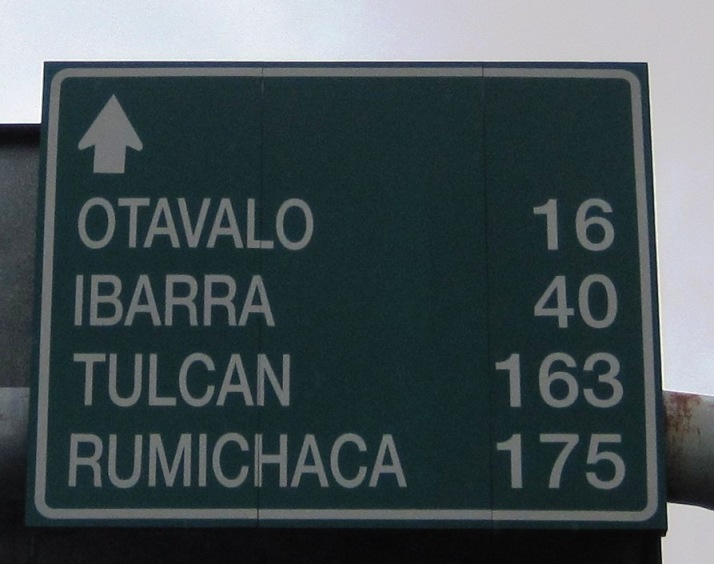 OTAVALO 16
IBARRA 40
TULCAN 163
RUMICHACA 175